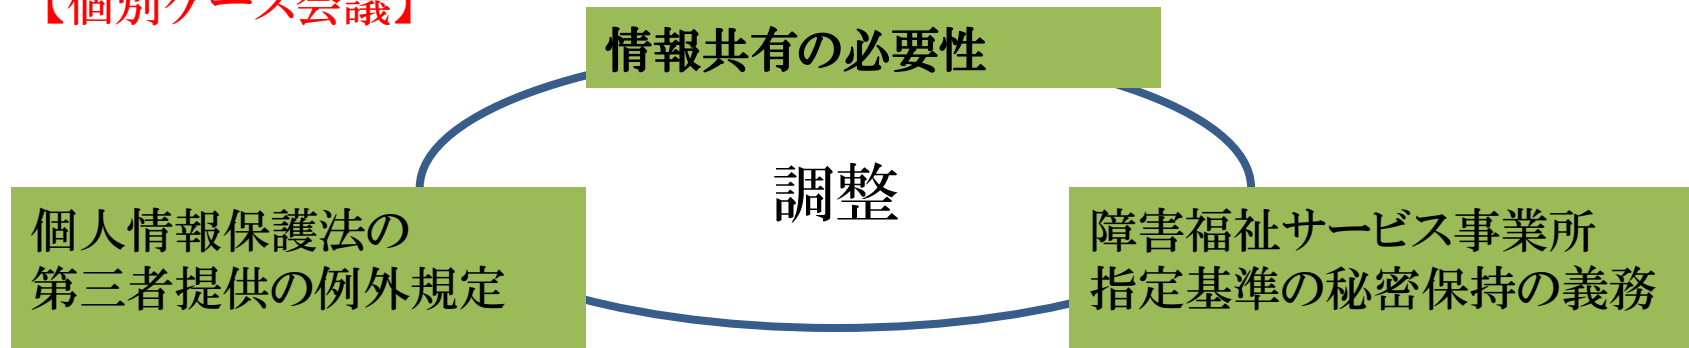 【個別ケース会議】
情報共有の必要性
調整
個人情報保護法の
第三者提供の例外規定
障害福祉サービス事業所
指定基準の秘密保持の義務